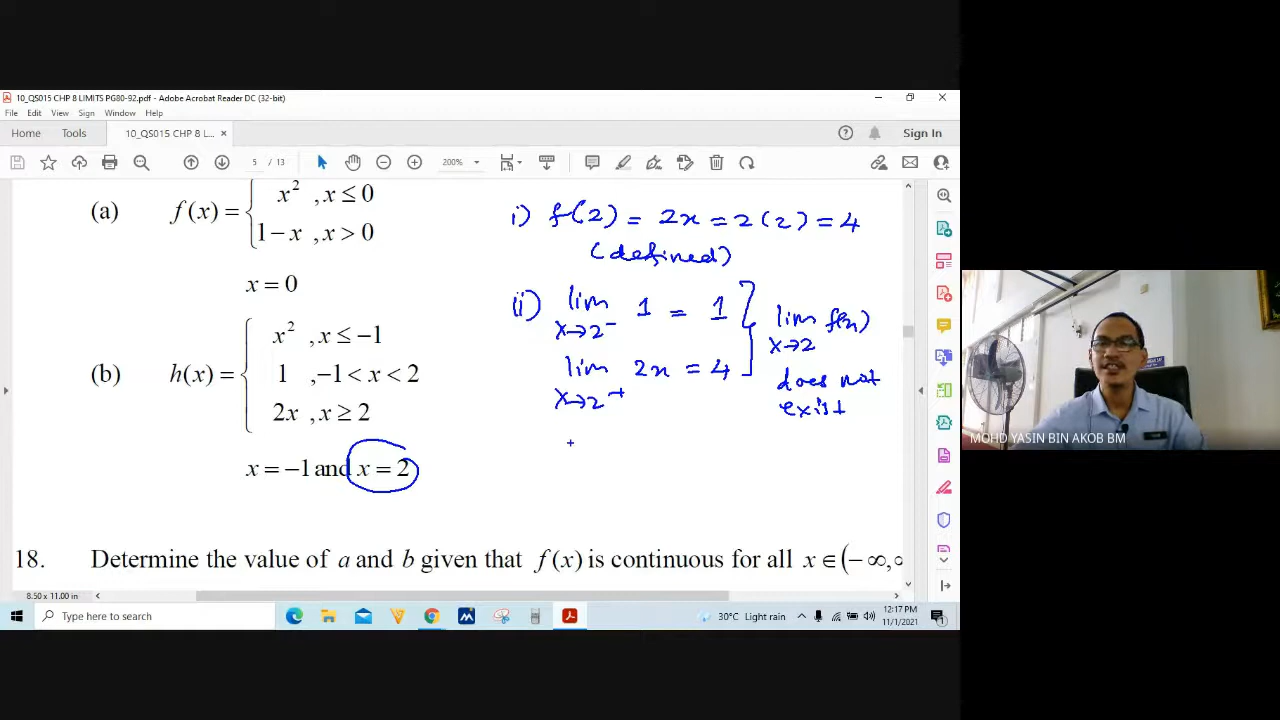 10_QS015 CHP 8 LIMITS PG80-92.pdf - Adobe Acrobat Reader DC (32-bit)
File Edit View Sign Window Help
Home Tools 10_QS015 CHP 8 L... × Sign In
5 / 13 200%
(a) f(x) = { x² , x ≤ 0
1 − x , x > 0
x = 0
(b) h(x) = { x² , x ≤ −1
1 , −1 < x < 2
2x , x ≥ 2
x = −1 and x = 2
i) f(2) = 2x = 2(2) = 4
(defined)
(ii) lim 1 = 1
x→2⁻
lim 2x = 4
x→2⁺
lim f(x)
x→2
does not
exist
18. Determine the value of a and b given that f(x) is continuous for all x ∈ (−∞,∞
8.50 x 11.00 in
Type here to search
30°C Light rain
12:17 PM
11/1/2021
MOHD YASIN BIN AKOB BM